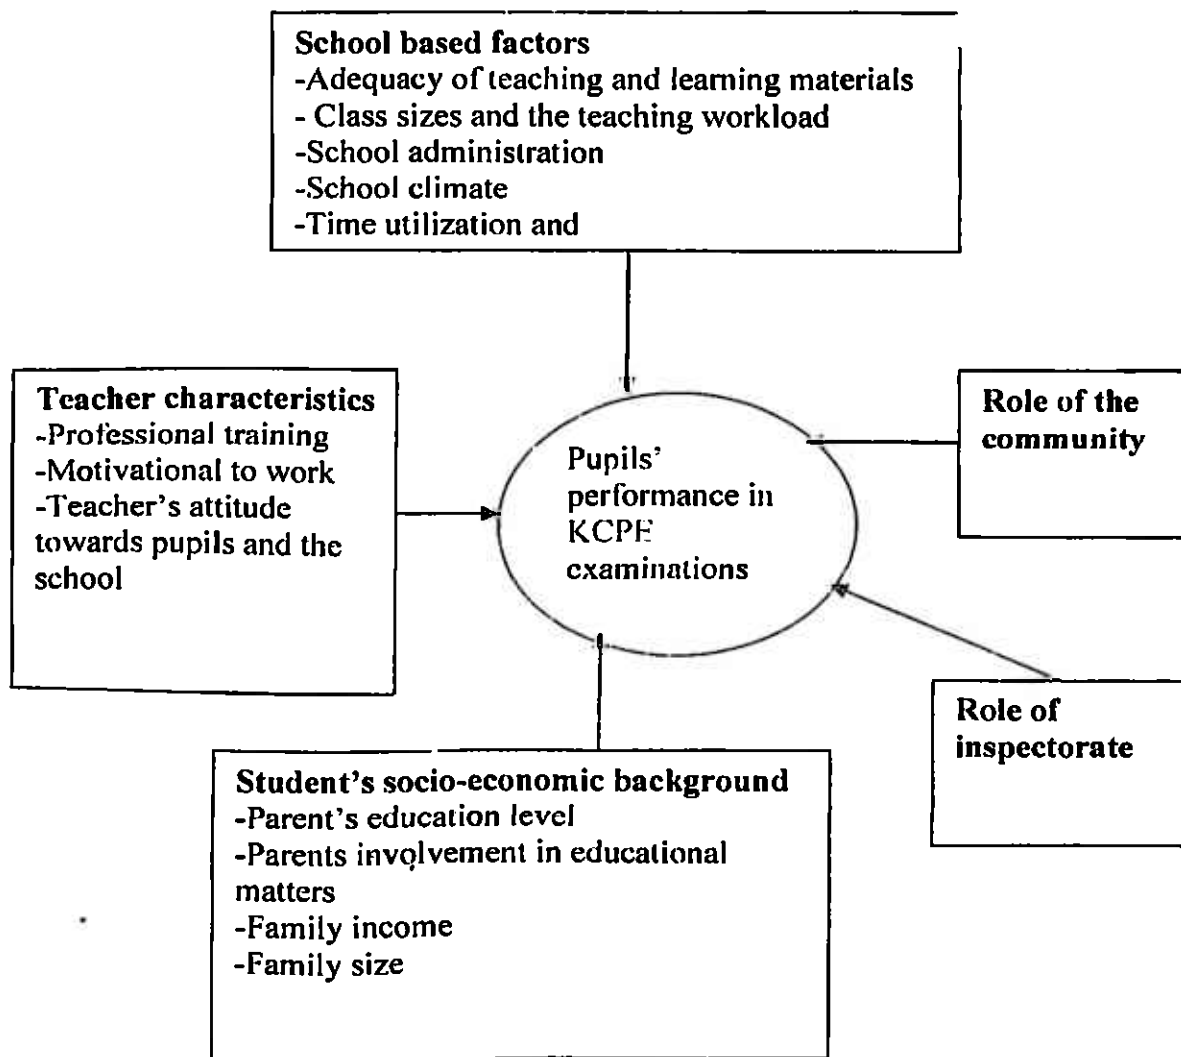 School based factors
-Adequacy of teaching and learning materials
- Class sizes and the teaching workload
-School administration
-School climate
-Time utilization and
Teacher characteristics
-Professional training
-Motivational to work
-Teacher's attitude
towards pupils and the
school
Pupils'
performance in
KCPE
examinations
Role of the
community
Role of
inspectorate
Student's socio-economic background
-Parent's education level
-Parents involvement in educational
matters
-Family income
-Family size